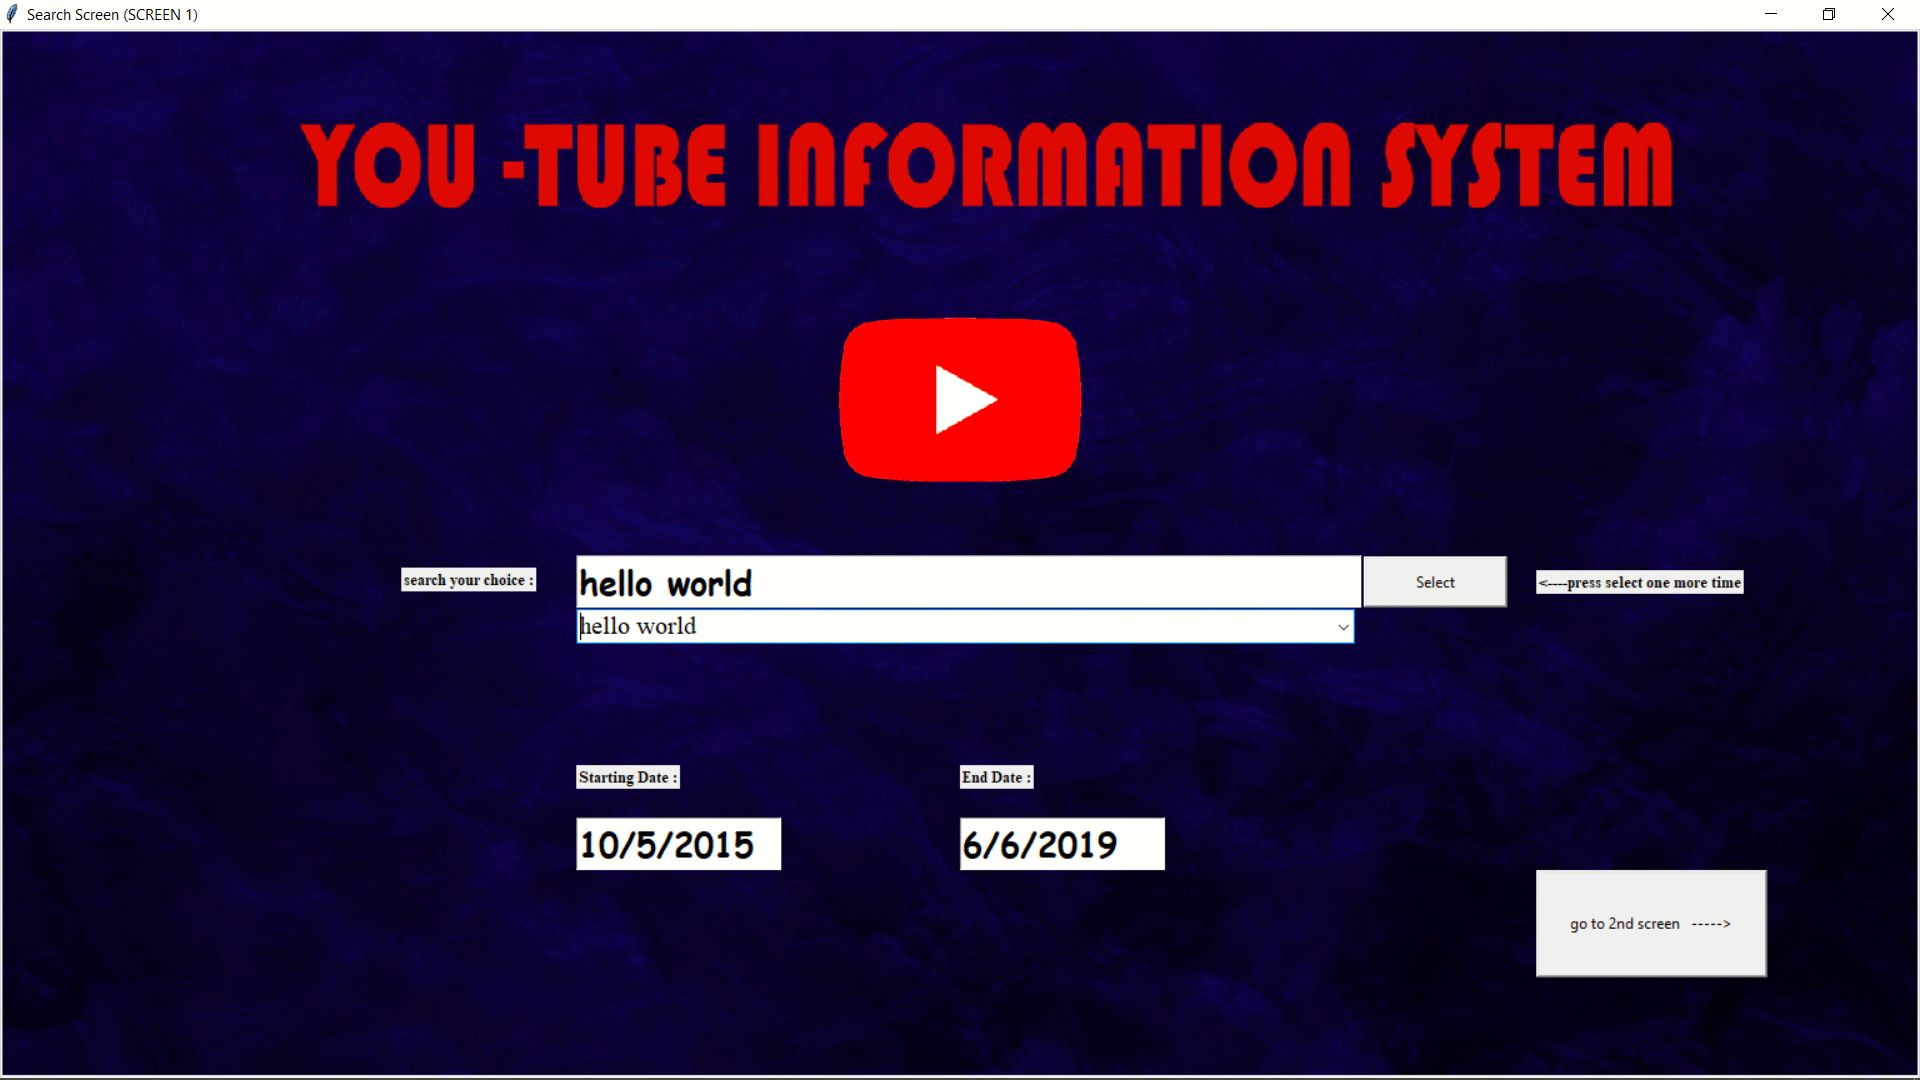 Search Screen (SCREEN 1)
YOU -TUBE INFORMATION SYSTEM
search your choice :
hello world
Select
<----press select one more time
hello world
Starting Date :
End Date :
10/5/2015
6/6/2019
go to 2nd screen ----->